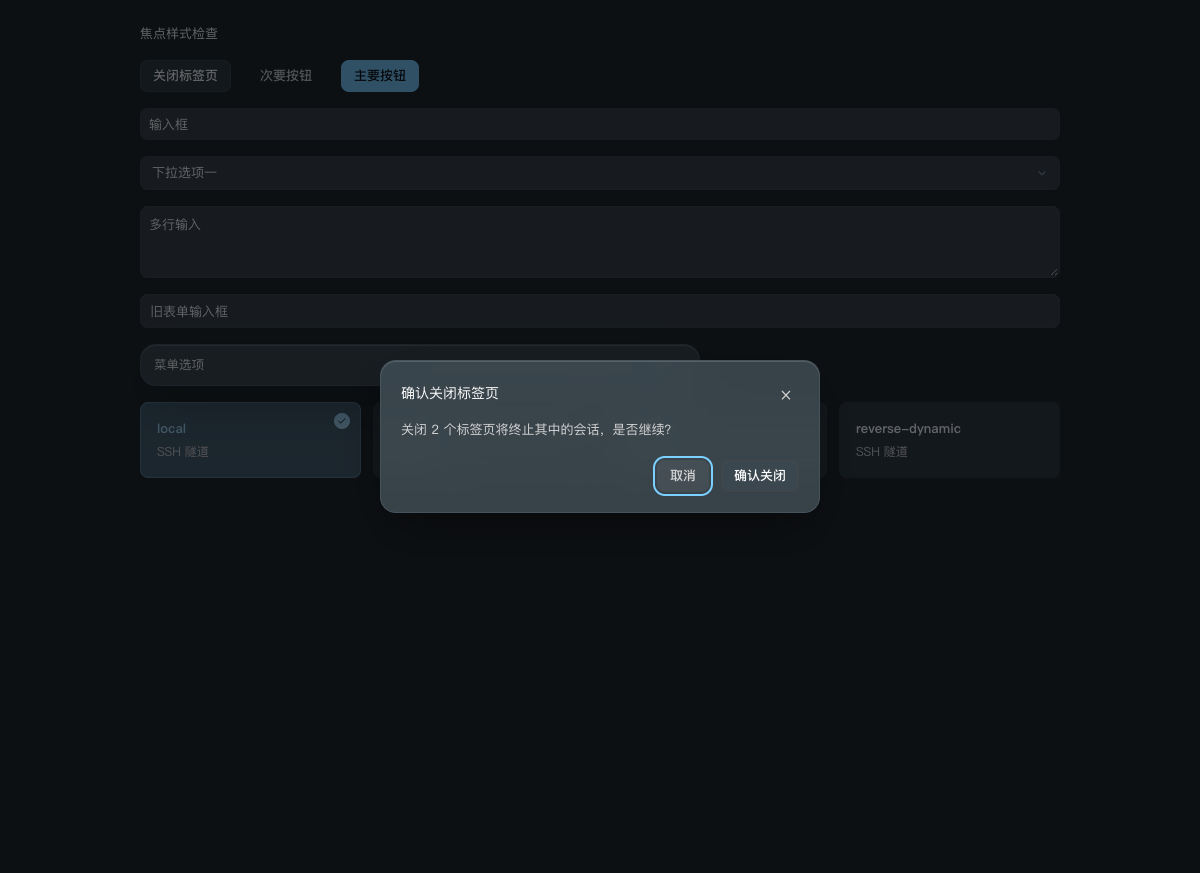 焦点样式检查
关闭标签页 次要按钮 主要按钮
输入框
下拉选项一
多行输入
旧表单输入框
菜单选项
确认关闭标签页
关闭 2 个标签页将终止其中的会话，是否继续？
取消 确认关闭
local
SSH 隧道
reverse-dynamic
SSH 隧道